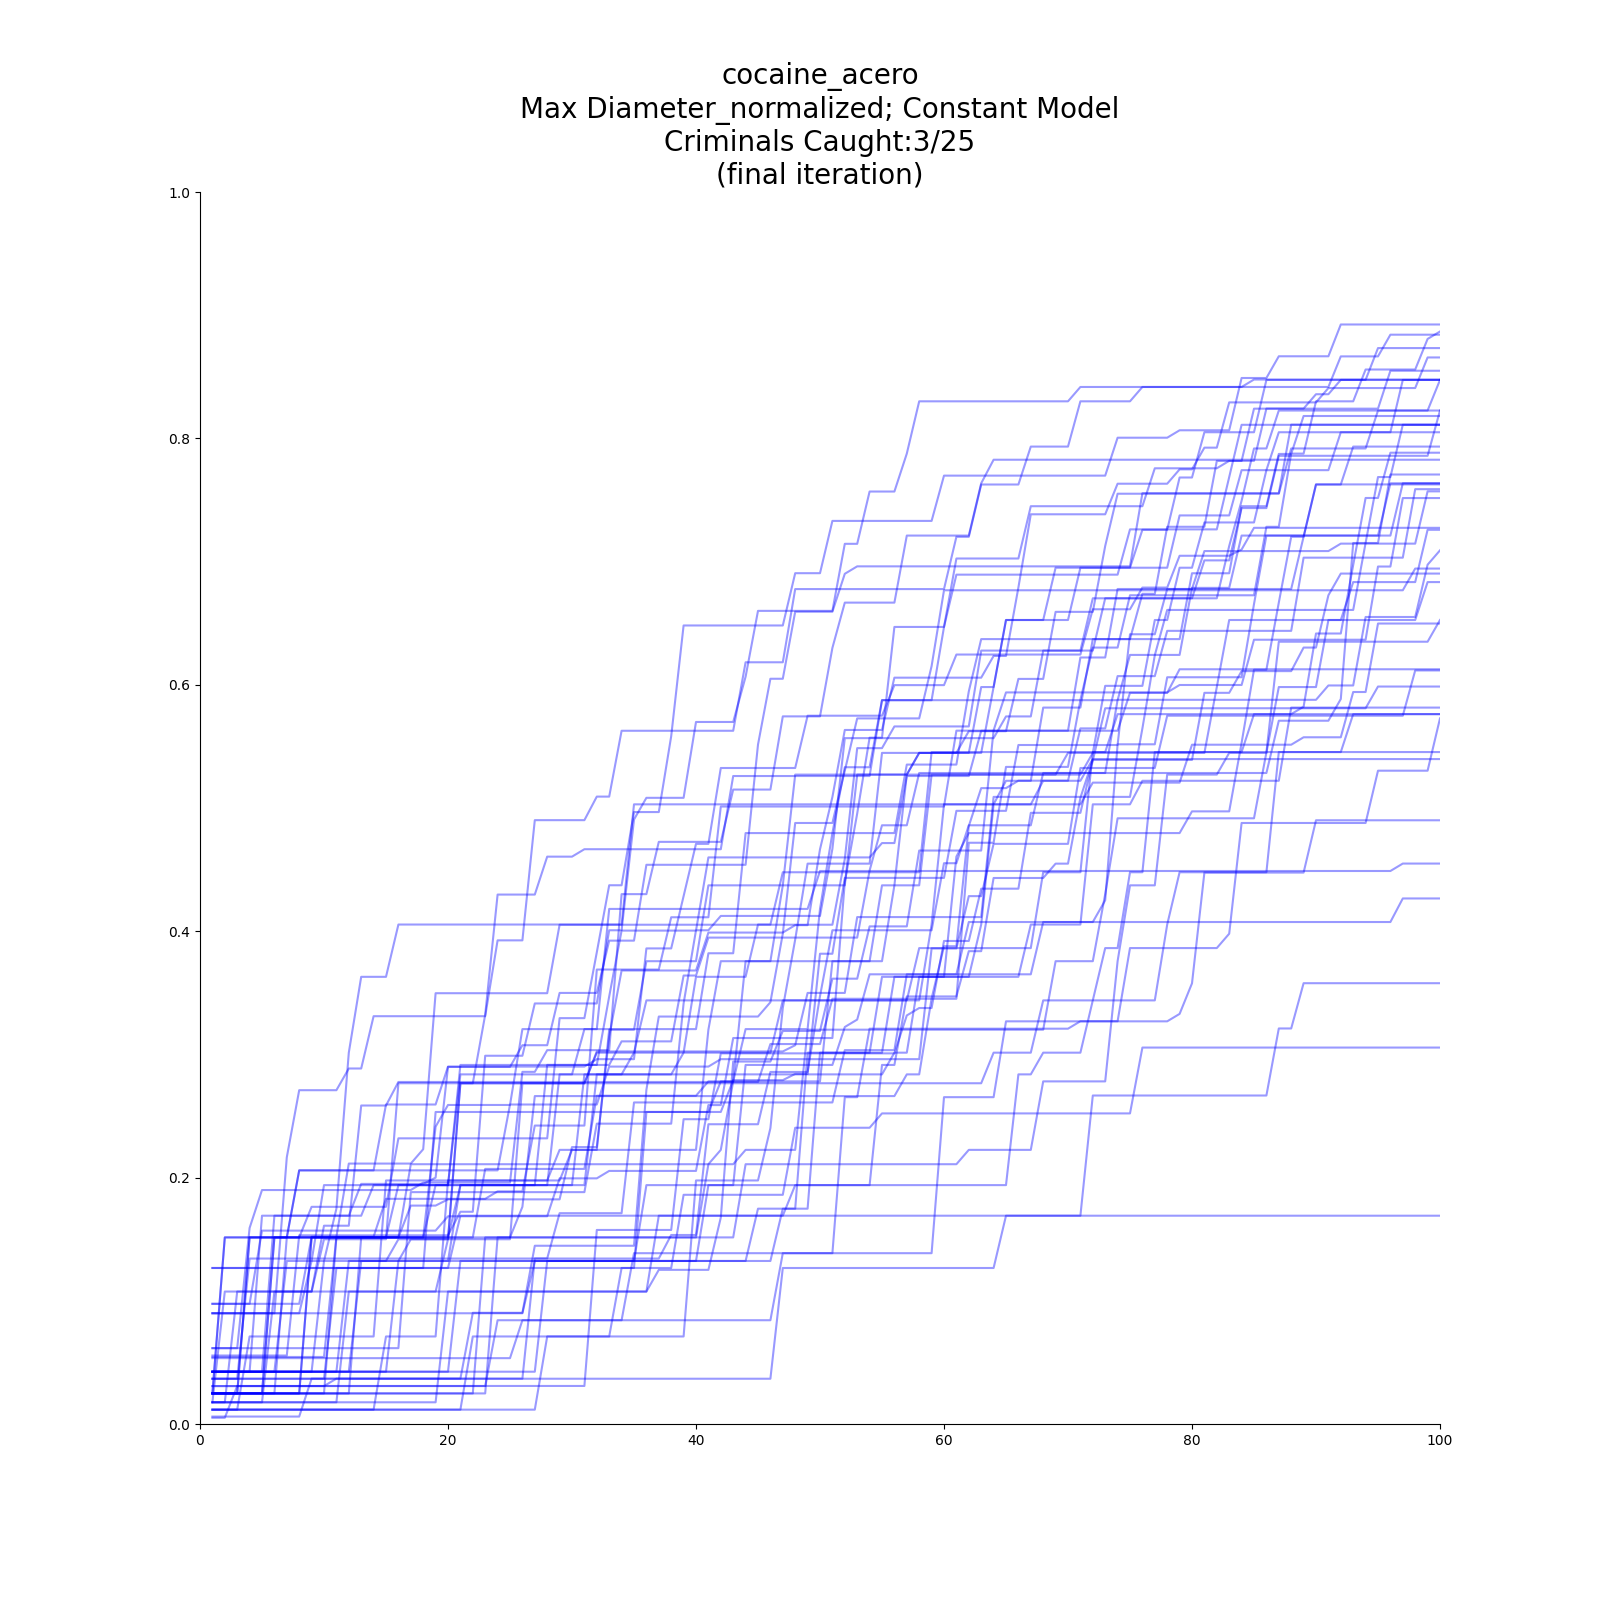 cocaine_acero
Max Diameter_normalized; Constant Model
Criminals Caught:3/25
(final iteration)
1.0
0.8
0.6
0.4
0.2
0.0
0 20 40 60 80 100